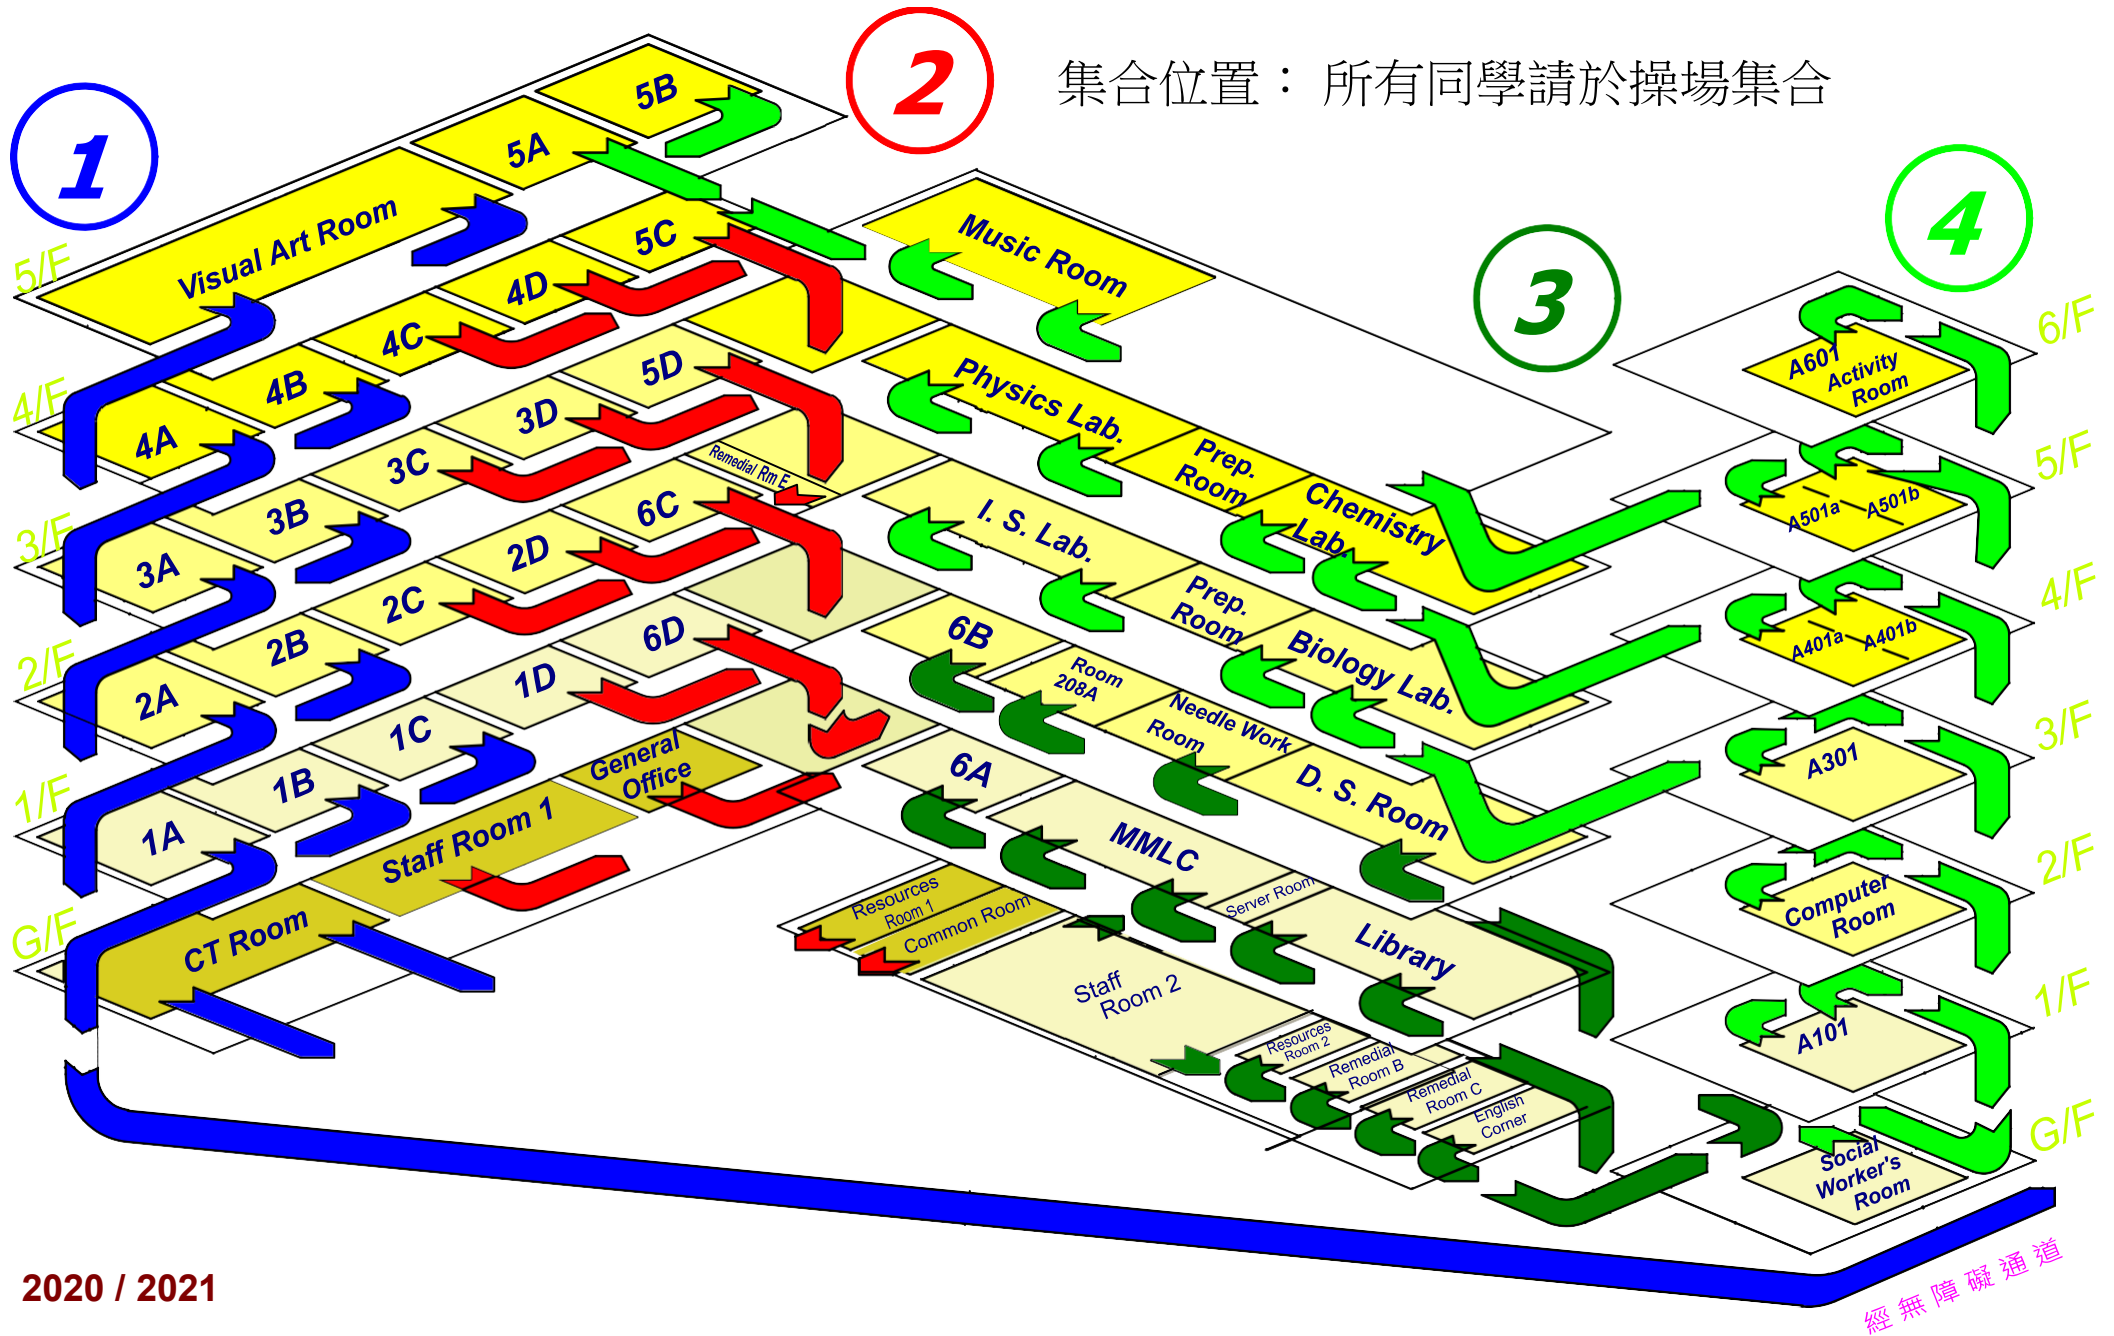 1
2
集合位置： 所有同學請於操場集合
3
4
5/F
4/F
3/F
2/F
1/F
G/F
6/F
5/F
4/F
3/F
2/F
1/F
G/F
Visual Art Room
5A
5B
4A
4B
4C
4D
5C
3A
3B
3C
3D
5D
2A
2B
2C
2D
6C
Remedial Rm E
1A
1B
1C
1D
6D
CT Room
Staff Room 1
General
Office
Music Room
Physics Lab.
Prep.
Room
Chemistry
Lab.
I. S. Lab.
Prep.
Room
Biology Lab.
6B
Room
208A
Needle Work
Room
D. S. Room
6A
MMLC
Server Room
Library
Resources
Room 1
Common Room
Staff
Room 2
Resources
Room 2
Remedial
Room B
Remedial
Room C
English
Corner
A601
Activity
Room
A501a
A501b
A401a
A401b
A301
Computer
Room
A101
Social
Worker's
Room
2020 / 2021
經無障礙通道